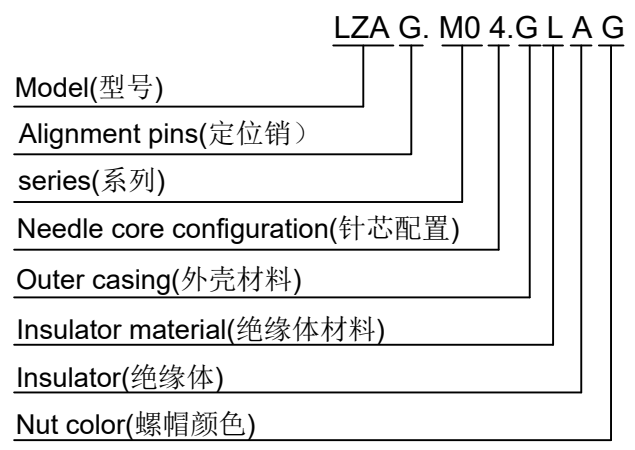 LZA G. M0 4.G L A G
Model(型号)
Alignment pins(定位销）
series(系列)
Needle core configuration(针芯配置)
Outer casing(外壳材料)
Insulator material(绝缘体材料)
Insulator(绝缘体)
Nut color(螺帽颜色)